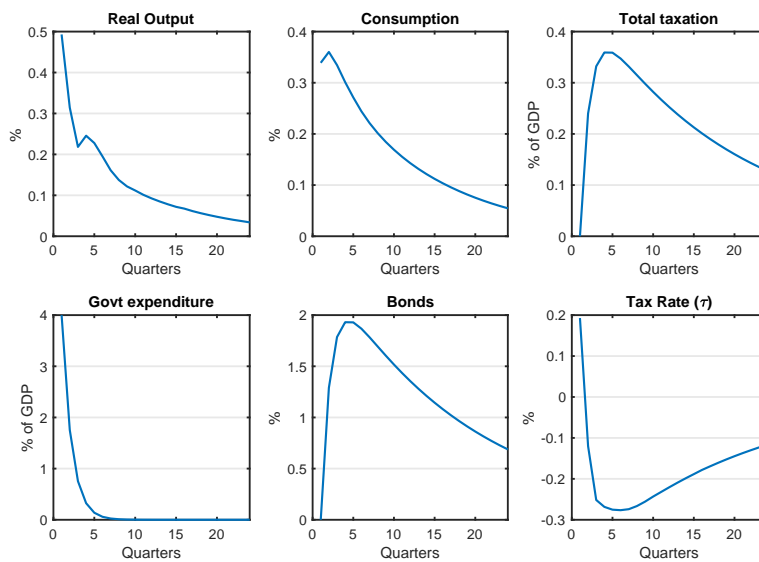 Real Output
Consumption
Total taxation
0.5
0.4
0.3
0.2
0.1
0
%
0 5 10 15 20
Quarters
0.4
0.3
0.2
0.1
0
%
0 5 10 15 20
Quarters
0.4
0.3
0.2
0.1
0
% of GDP
0 5 10 15 20
Quarters
Govt expenditure
Bonds
Tax Rate (τ)
4
3
2
1
0
% of GDP
0 5 10 15 20
Quarters
2
1.5
1
0.5
0
%
0 5 10 15 20
Quarters
0.2
0.2
0
-0.1
-0.2
-0.3
%
0 5 10 15 20
Quarters